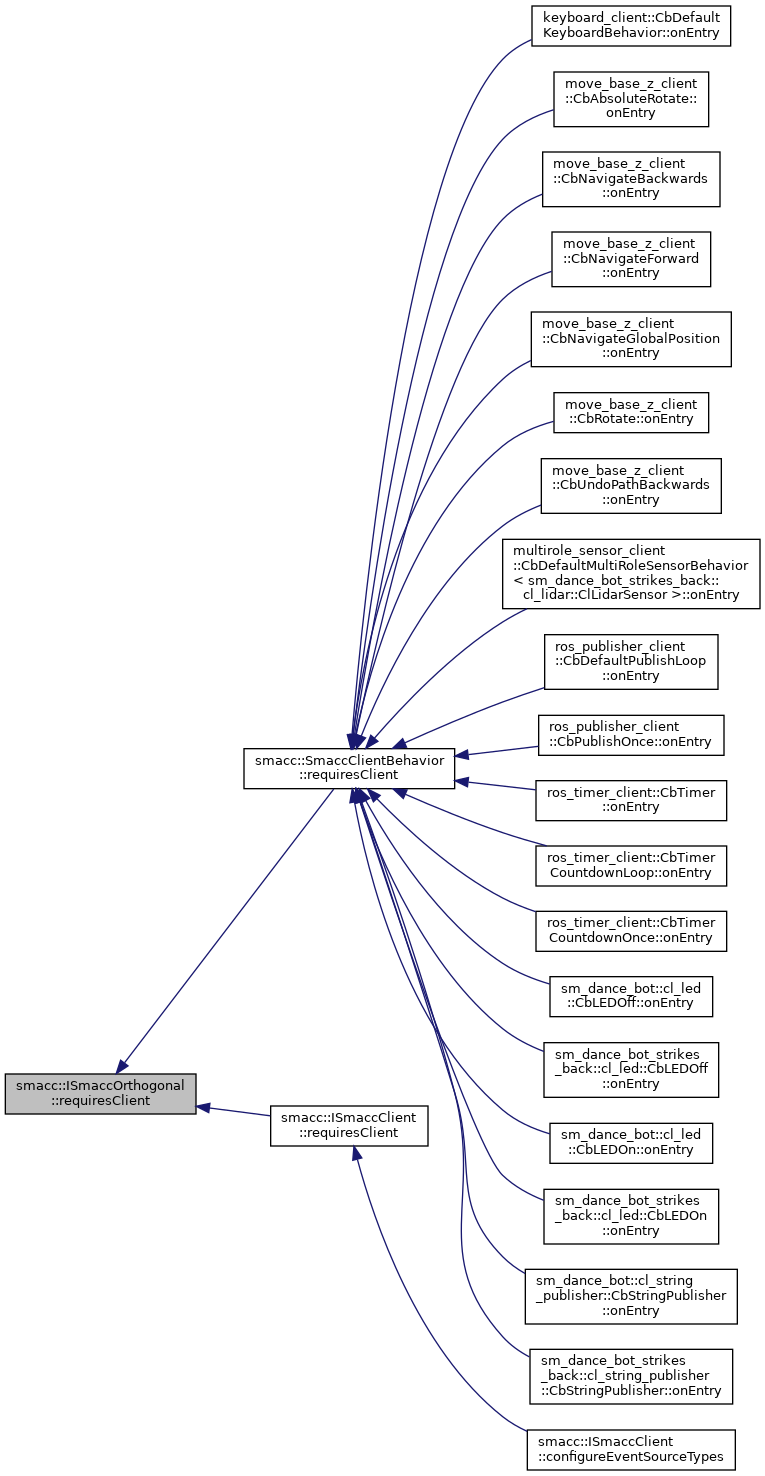 keyboard_client::CbDefault
KeyboardBehavior::onEntry
move_base_z_client
::CbAbsoluteRotate::
onEntry
move_base_z_client
::CbNavigateBackwards
::onEntry
move_base_z_client
::CbNavigateForward
::onEntry
move_base_z_client
::CbNavigateGlobalPosition
::onEntry
move_base_z_client
::CbRotate::onEntry
move_base_z_client
::CbUndoPathBackwards
::onEntry
multirole_sensor_client
::CbDefaultMultiRoleSensorBehavior
< sm_dance_bot_strikes_back::
cl_lidar::ClLidarSensor >::onEntry
ros_publisher_client
::CbDefaultPublishLoop
::onEntry
ros_publisher_client
::CbPublishOnce::onEntry
smacc::SmaccClientBehavior
::requiresClient
ros_timer_client::CbTimer
::onEntry
ros_timer_client::CbTimer
CountdownLoop::onEntry
ros_timer_client::CbTimer
CountdownOnce::onEntry
sm_dance_bot::cl_led
::CbLEDOff::onEntry
sm_dance_bot_strikes
_back::cl_led::CbLEDOff
::onEntry
smacc::ISmaccOrthogonal
::requiresClient
smacc::ISmaccClient
::requiresClient
sm_dance_bot::cl_led
::CbLEDOn::onEntry
sm_dance_bot_strikes
_back::cl_led::CbLEDOn
::onEntry
sm_dance_bot::cl_string
_publisher::CbStringPublisher
::onEntry
sm_dance_bot_strikes
_back::cl_string_publisher
::CbStringPublisher::onEntry
smacc::ISmaccClient
::configureEventSourceTypes